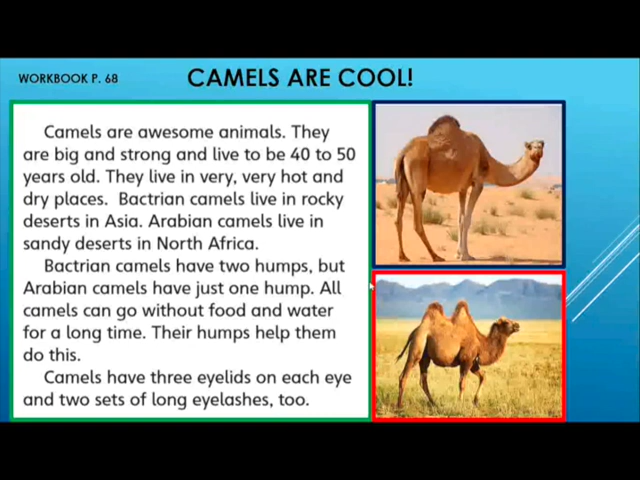 WORKBOOK P. 68
CAMELS ARE COOL!
Camels are awesome animals. They
are big and strong and live to be 40 to 50
years old. They live in very, very hot and
dry places. Bactrian camels live in rocky
deserts in Asia. Arabian camels live in
sandy deserts in North Africa.
Bactrian camels have two humps, but
Arabian camels have just one hump. All
camels can go without food and water
for a long time. Their humps help them
do this.
Camels have three eyelids on each eye
and two sets of long eyelashes, too.